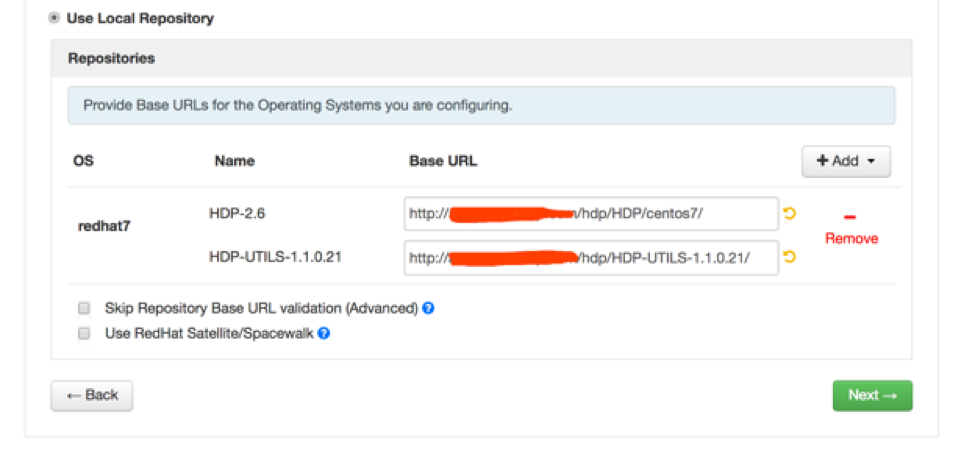 Use Local Repository
Repositories
Provide Base URLs for the Operating Systems you are configuring.
OS Name Base URL + Add
redhat7
HDP-2.6 http:// /hdp/HDP/centos7/
Remove
HDP-UTILS-1.1.0.21 http:// /hdp/HDP-UTILS-1.1.0.21/
Skip Repository Base URL validation (Advanced) ?
Use RedHat Satellite/Spacewalk ?
← Back Next →